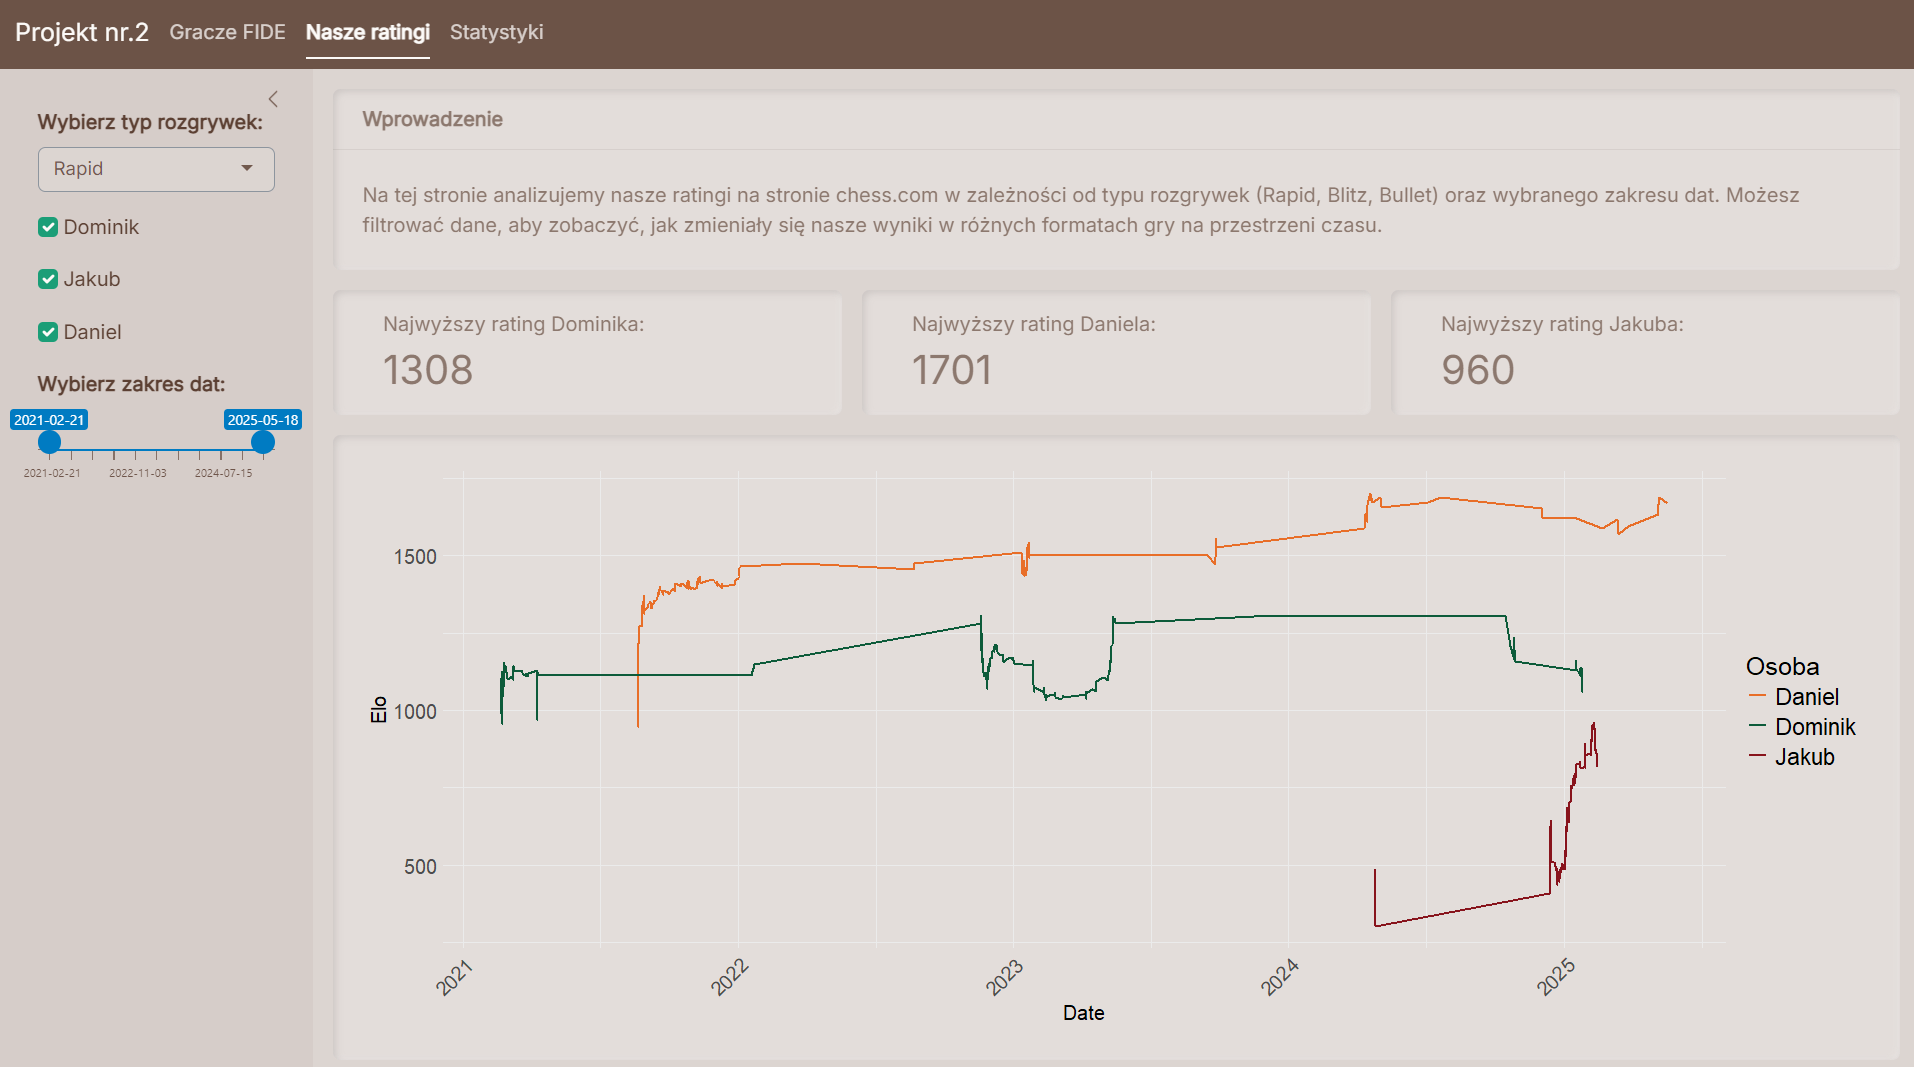 Projekt nr.2 Gracze FIDE Nasze ratingi Statystyki
Wybierz typ rozgrywek:
Rapid
Dominik
Jakub
Daniel
Wybierz zakres dat:
2021-02-21 2025-05-18
2021-02-21 2022-11-03 2024-07-15
Wprowadzenie
Na tej stronie analizujemy nasze ratingi na stronie chess.com w zależności od typu rozgrywek (Rapid, Blitz, Bullet) oraz wybranego zakresu dat. Możesz
filtrować dane, aby zobaczyć, jak zmieniały się nasze wyniki w różnych formatach gry na przestrzeni czasu.
Najwyższy rating Dominika:
1308
Najwyższy rating Daniela:
1701
Najwyższy rating Jakuba:
960
Elo
1500
1000
500
2021 2022 2023 2024 2025
Date
Osoba
Daniel
Dominik
Jakub